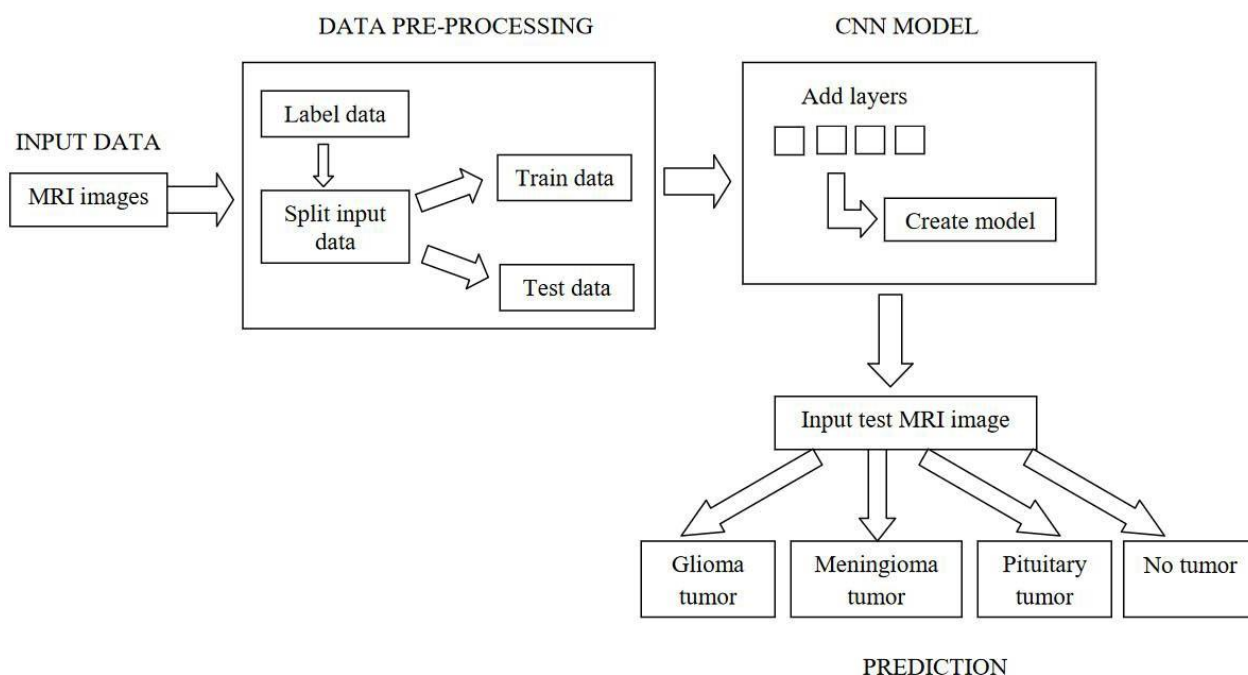 DATA PRE-PROCESSING
CNN MODEL
INPUT DATA
MRI images
Label data
Split input
data
Train data
Test data
Add layers
Create model
Input test MRI image
Glioma
tumor
Meningioma
tumor
Pituitary
tumor
No tumor
PREDICTION